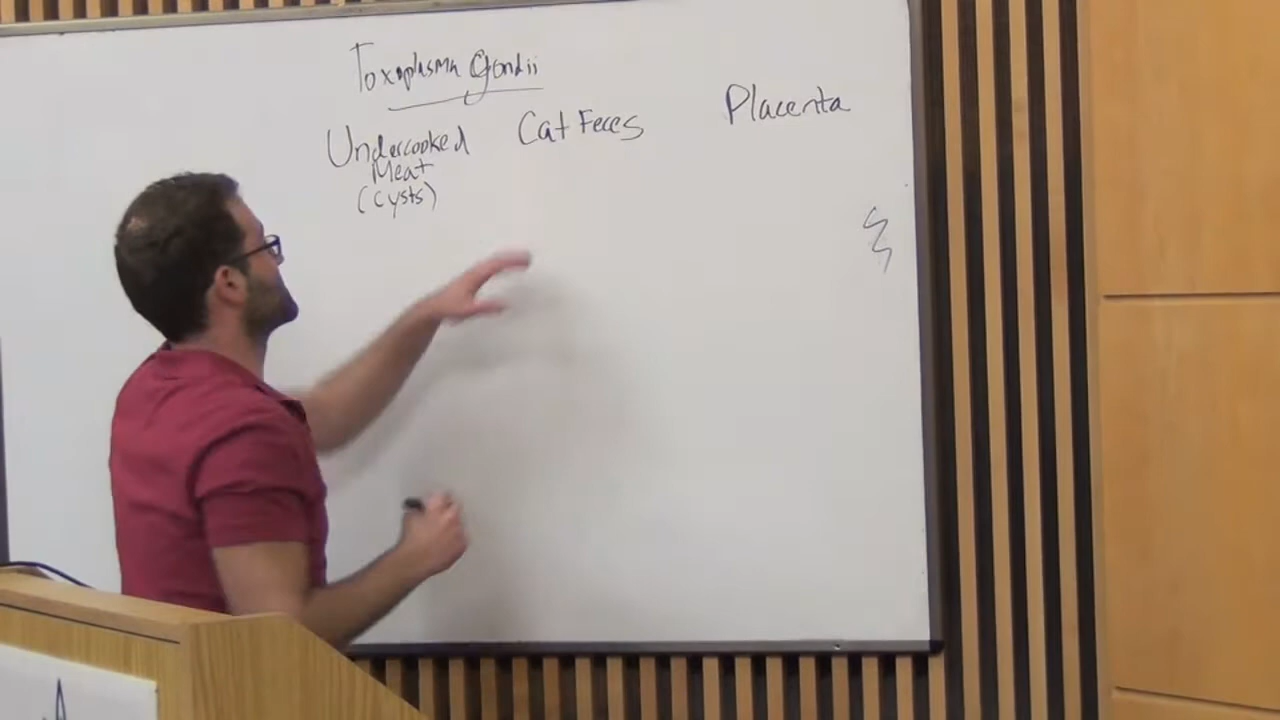 Toxoplasma Gondii
Undercooked
Meat
(cysts)
Cat Feces
Placenta